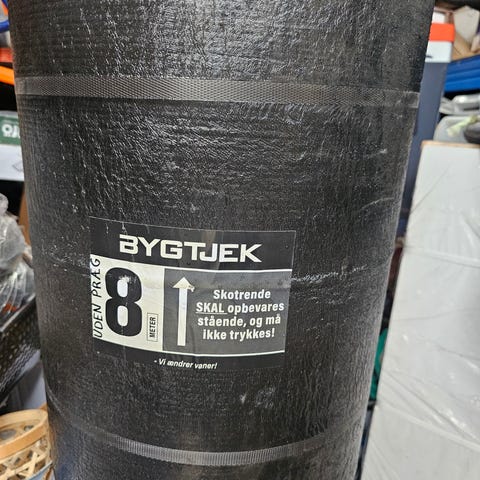 BYGTJEK
UDEN PRÆG
8
METER
Skotrende
SKAL opbevares
stående, og må
ikke trykkes!
- Vi ændrer vaner!